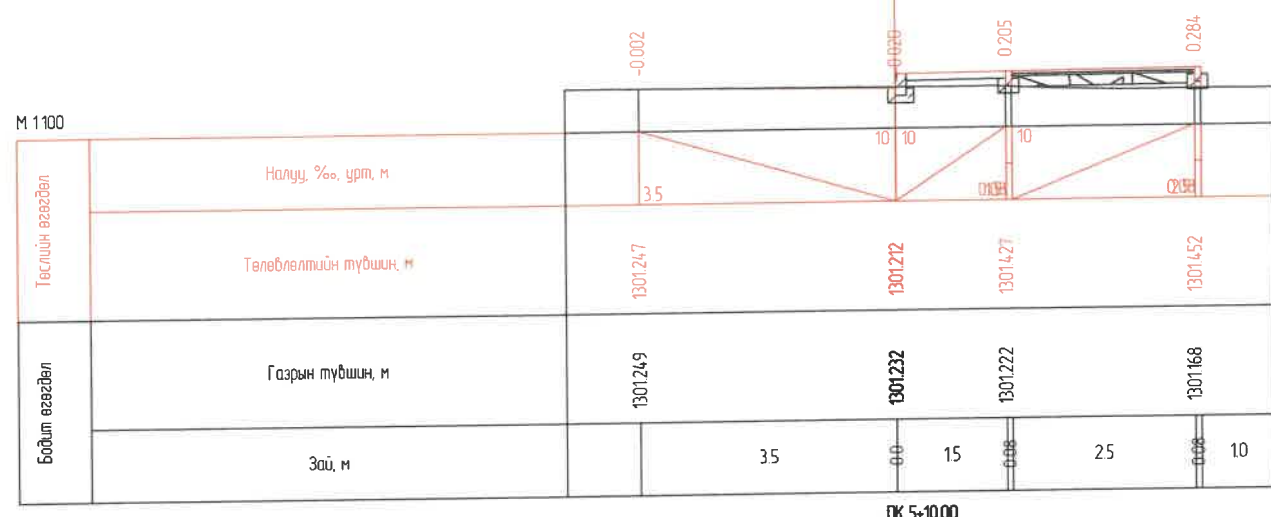 -0.002 0.020 0.205 0.284
М 1:100
Төслийн өгөгдөл
Налуу, ‰, урт, м
10 10 10
3.5
Төлөвлөлтийн түвшин, м
1301.247 1301.212 1301.427 1301.452
Бодит өгөгдөл
Газрын түвшин, м
1301.249 1301.232 1301.222 1301.168
Зай, м
3.5 0.0 1.5 0.08 2.5 0.08 1.0
ПК 5+10.00